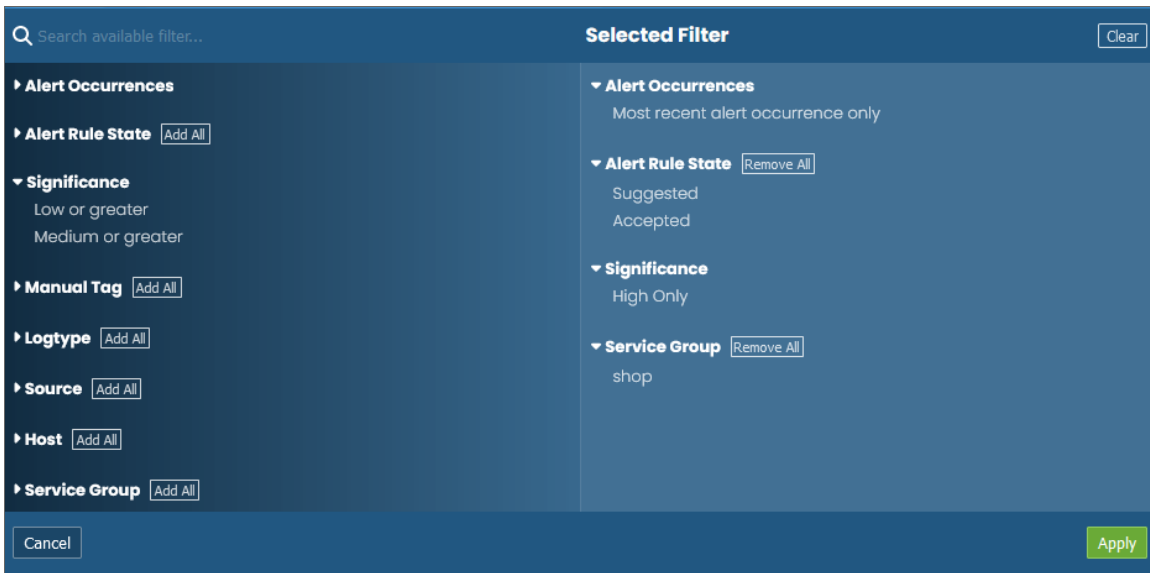 Search available filter...
Selected Filter
Clear
Alert Occurrences
Alert Rule State Add All
Significance
Low or greater
Medium or greater
Manual Tag Add All
Logtype Add All
Source Add All
Host Add All
Service Group Add All
Alert Occurrences
Most recent alert occurrence only
Alert Rule State Remove All
Suggested
Accepted
Significance
High Only
Service Group Remove All
shop
Cancel
Apply